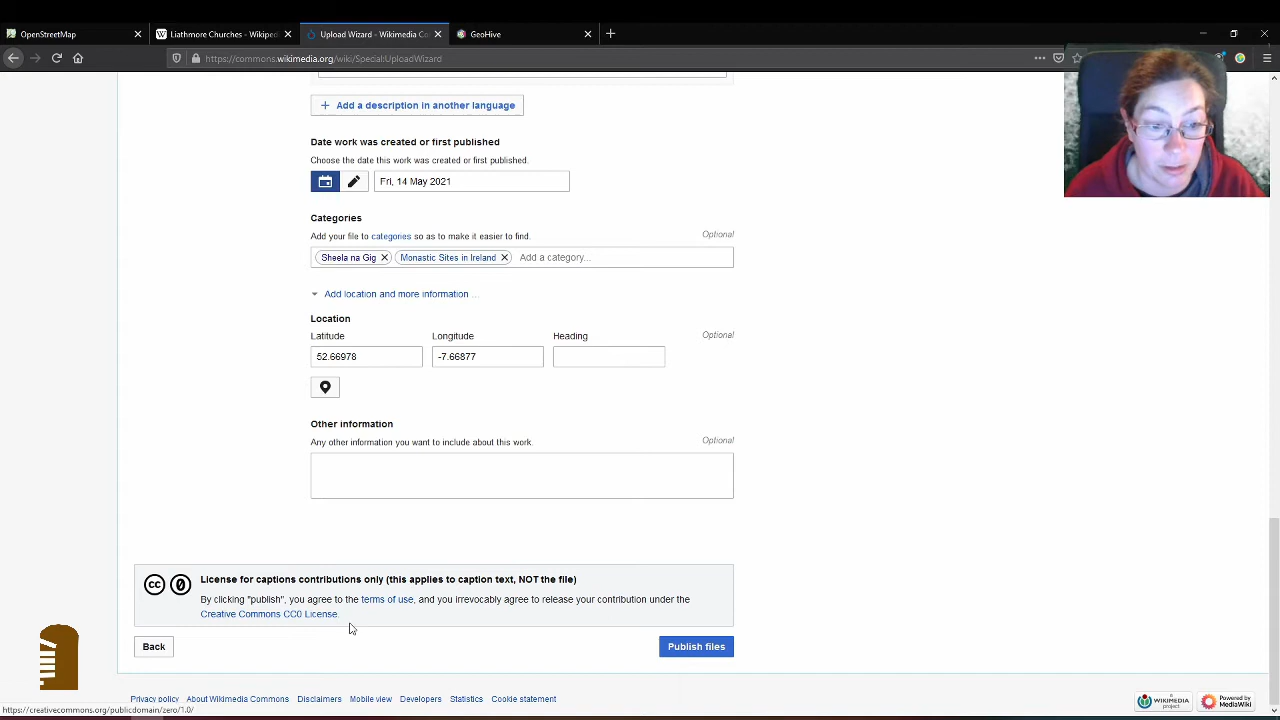 OpenStreetMap
Liathmore Churches - Wikiped
Upload Wizard - Wikimedia Co
GeoHive
https://commons.wikimedia.org/wiki/Special:UploadWizard
+ Add a description in another language
Date work was created or first published
Choose the date this work was created or first published.
Fri, 14 May 2021
Categories
Add your file to categories so as to make it easier to find.
Optional
Sheela na Gig
Monastic Sites in Ireland
Add a category...
Add location and more information ...
Location
Latitude
Longitude
Heading
Optional
52.66978
-7.66877
Other information
Any other information you want to include about this work.
Optional
License for captions contributions only (this applies to caption text, NOT the file)
By clicking "publish", you agree to the terms of use, and you irrevocably agree to release your contribution under the
Creative Commons CC0 License.
Back
Publish files
Privacy policy
About Wikimedia Commons
Disclaimers
Mobile view
Developers
Statistics
Cookie statement
https://creativecommons.org/publicdomain/zero/1.0/
WIKIMEDIA
project
Powered by
MediaWiki